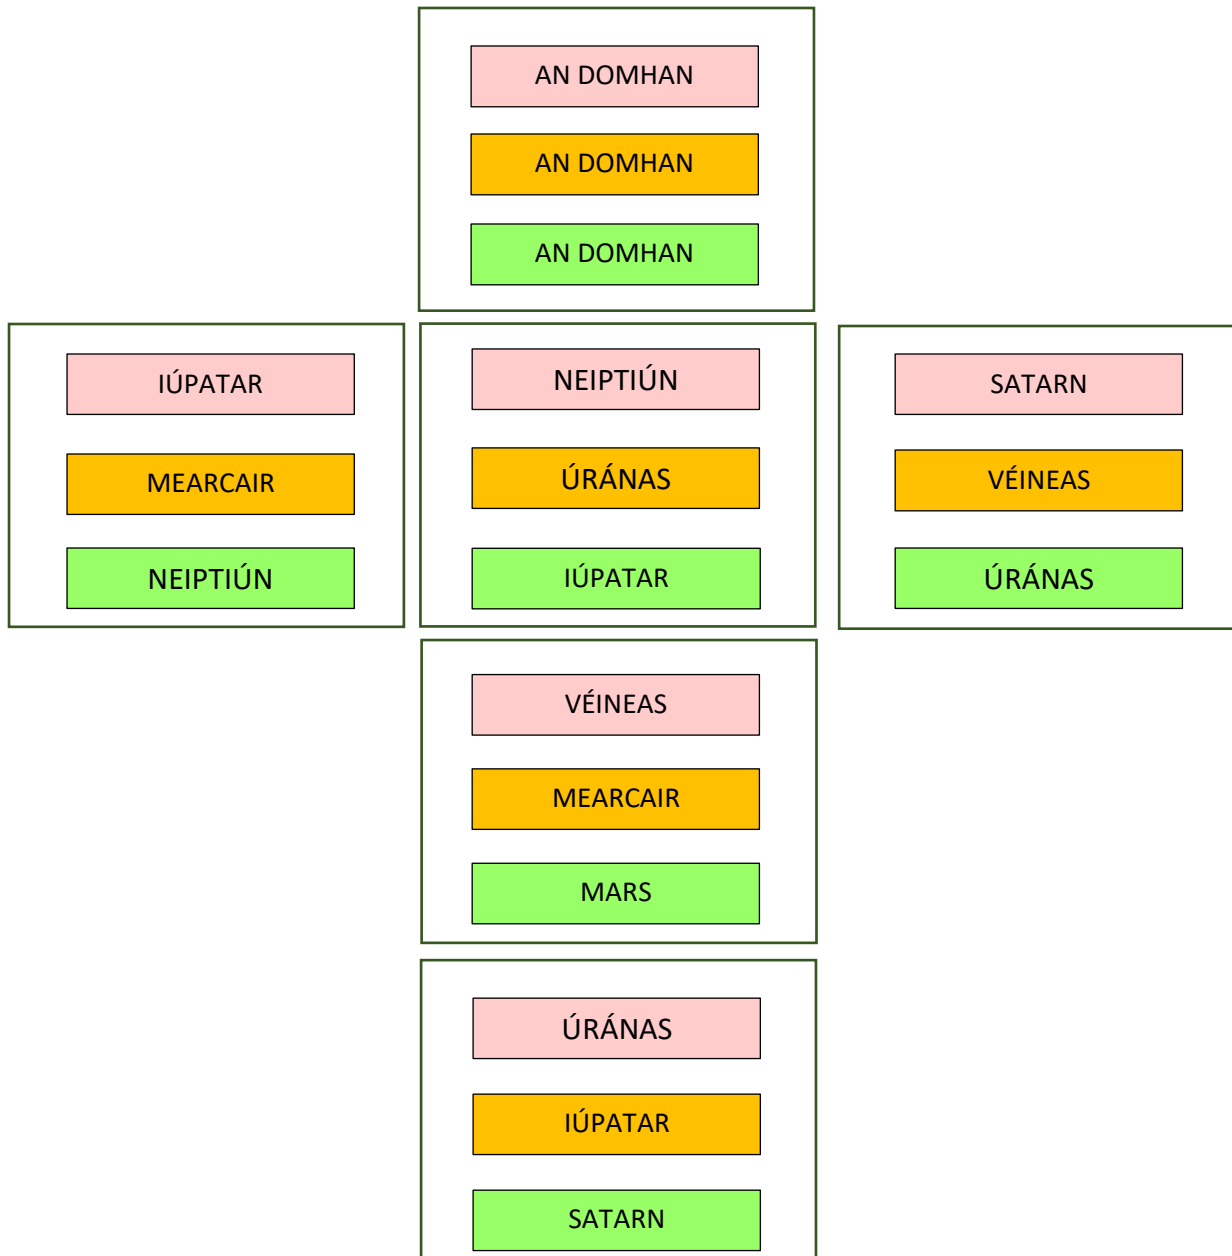 AN DOMHAN
AN DOMHAN
AN DOMHAN
IÚPATAR
MEARCAIR
NEIPTIÚN
NEIPTIÚN
ÚRÁNAS
IÚPATAR
SATARN
VÉINEAS
ÚRÁNAS
VÉINEAS
MEARCAIR
MARS
ÚRÁNAS
IÚPATAR
SATARN